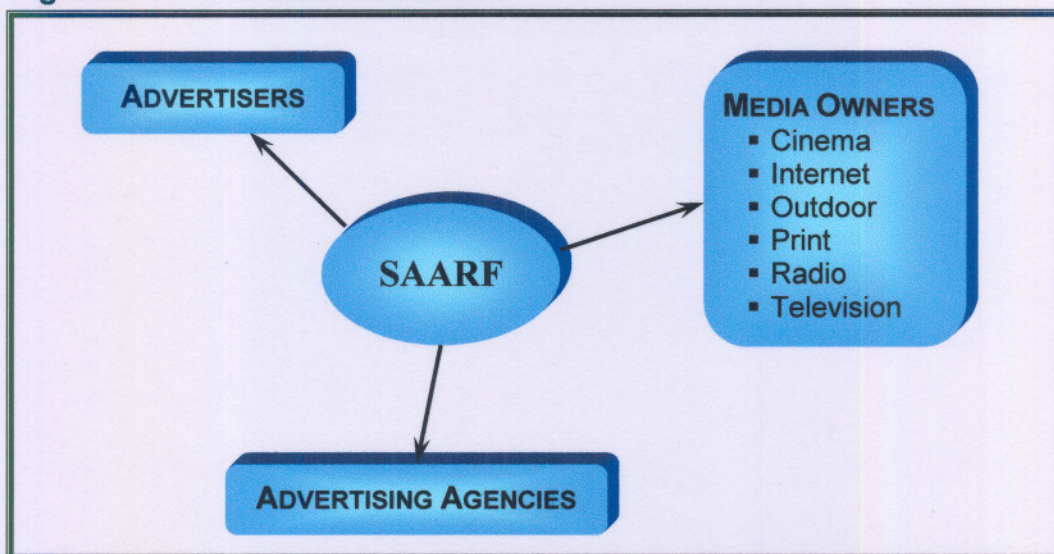 ADVERTISERS
MEDIA OWNERS
▪ Cinema
▪ Internet
▪ Outdoor
▪ Print
▪ Radio
▪ Television
SAARF
ADVERTISING AGENCIES